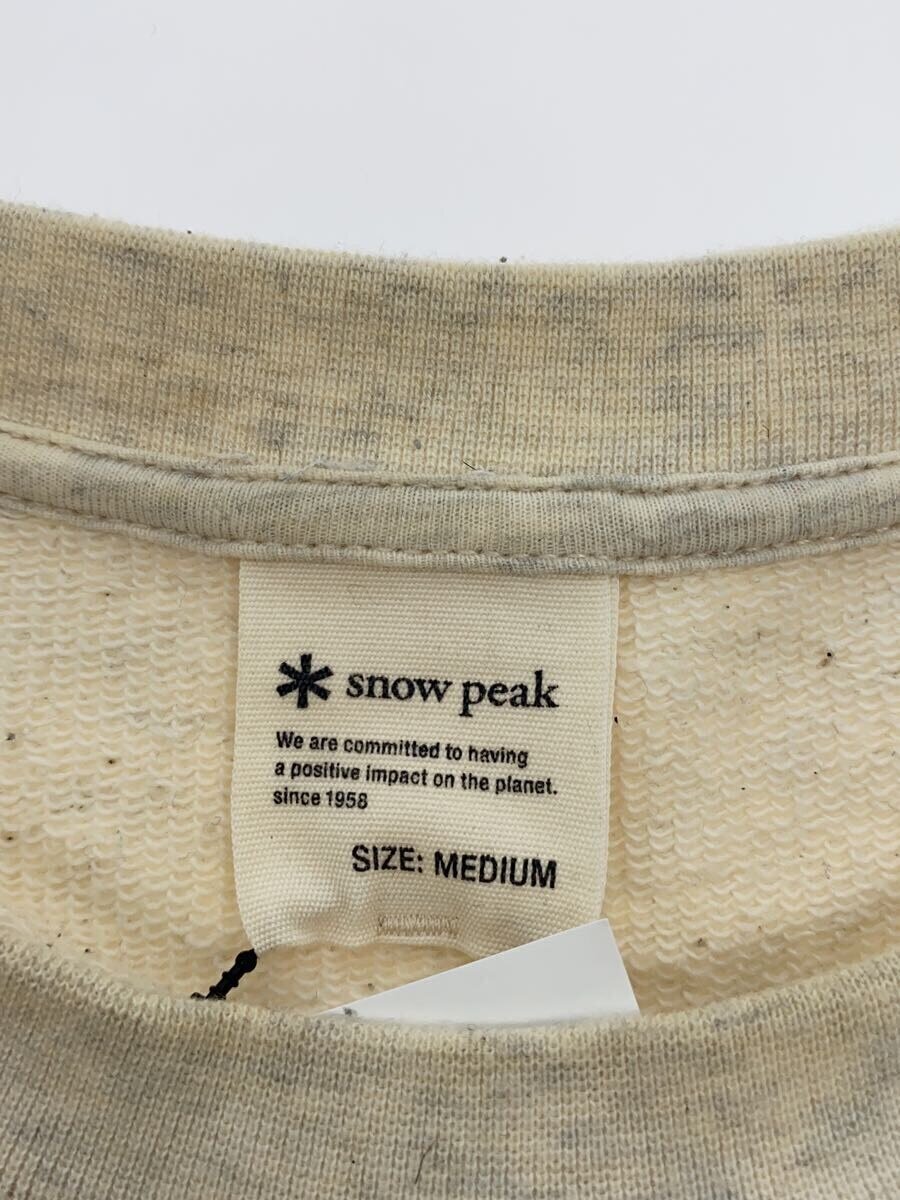 snow peak
We are committed to having
a positive impact on the planet.
since 1958
SIZE: MEDIUM